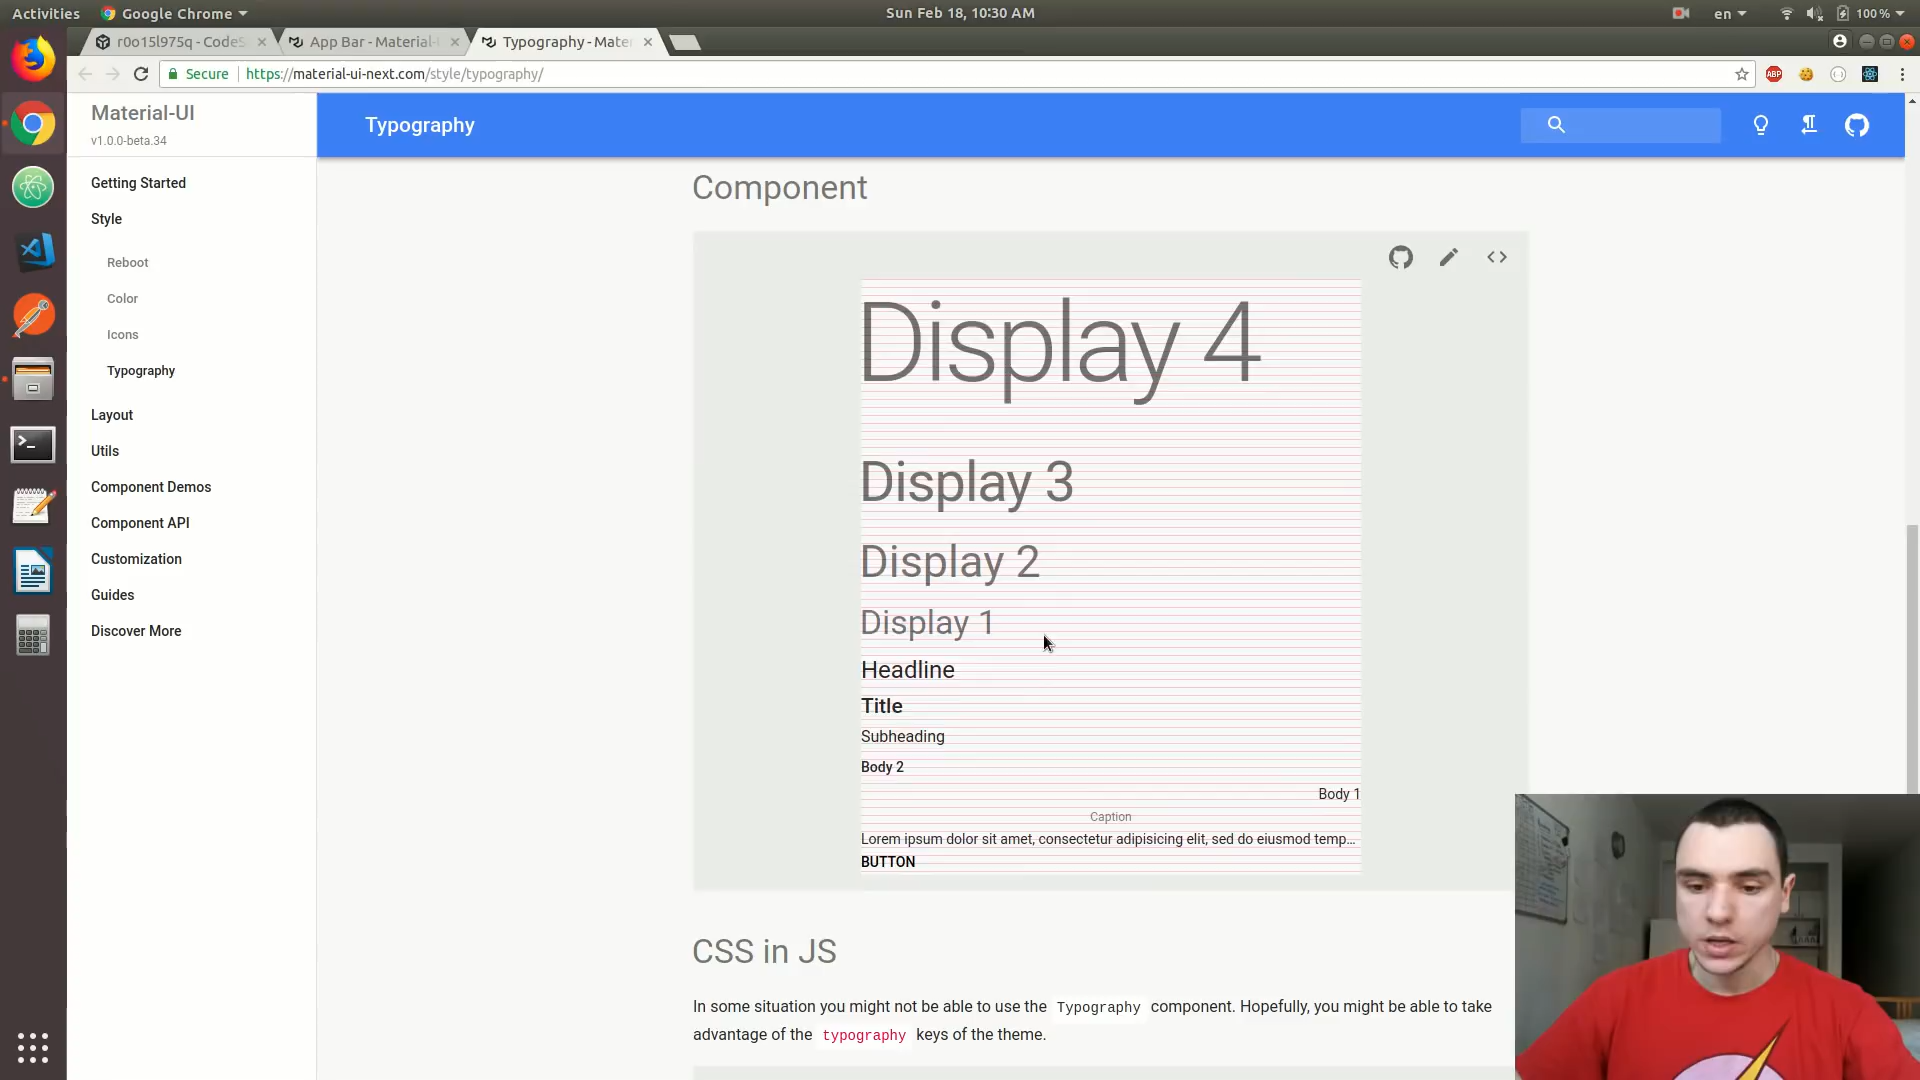 Activities
Google Chrome
Sun Feb 18, 10:30 AM
en
100 %
r0o15l975q - CodeS
App Bar - Material-
Typography - Mate
Secure
https://material-ui-next.com/style/typography/
ABP
Material-UI
v1.0.0-beta.34
Typography
Getting Started
Style
Reboot
Color
Icons
Typography
Layout
Utils
Component Demos
Component API
Customization
Guides
Discover More
Component
Display 4
Display 3
Display 2
Display 1
Headline
Title
Subheading
Body 2
Body 1
Caption
Lorem ipsum dolor sit amet, consectetur adipisicing elit, sed do eiusmod temp...
BUTTON
CSS in JS
In some situation you might not be able to use the Typography component. Hopefully, you might be able to take
advantage of the typography keys of the theme.